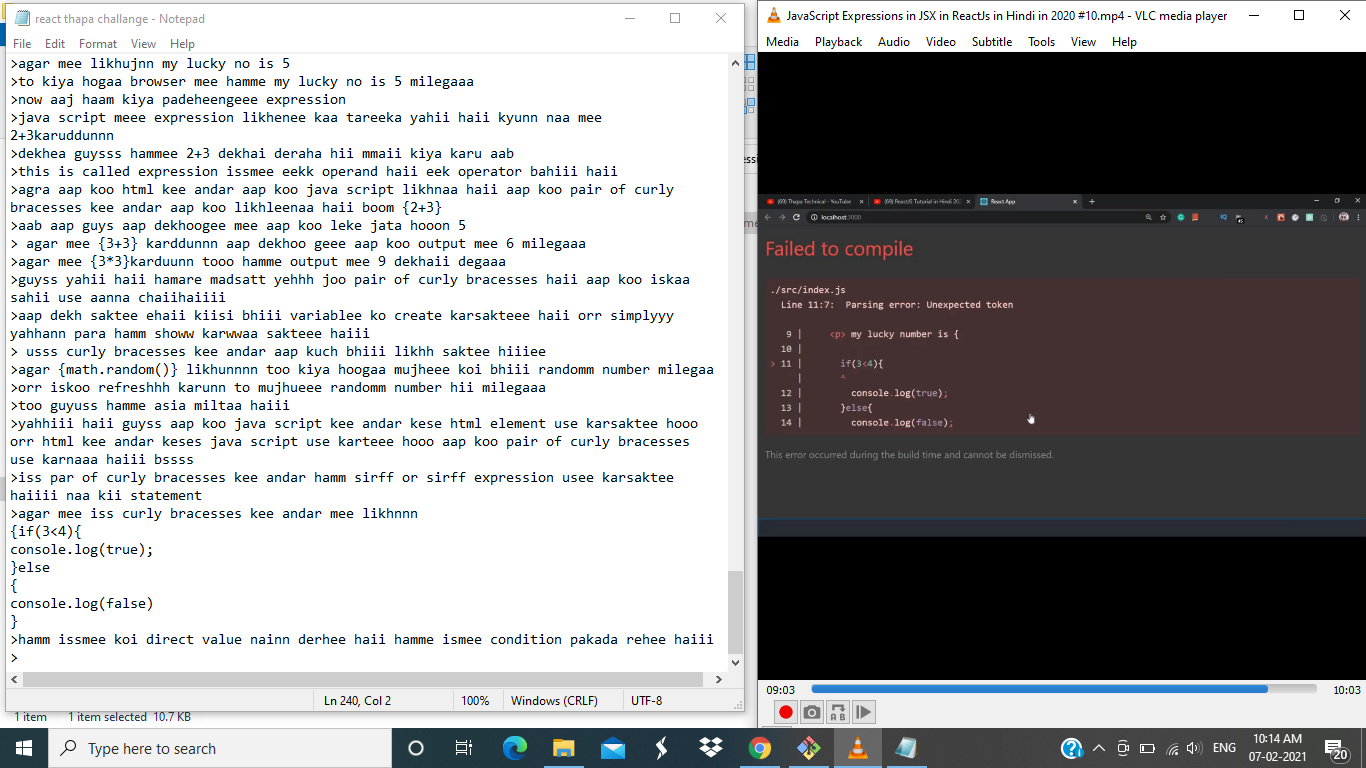 react thapa challange - Notepad
File Edit Format View Help
>agar mee likhujnn my lucky no is 5
>to kiya hogaa browser mee hamme my lucky no is 5 milegaaa
>now aaj haam kiya padeheengeee expression
>java script meee expression likhenee kaa tareeka yahii haii kyunn naa mee
2+3karuddunnn
>dekhea guysss hammee 2+3 dekhai deraha hii mmaii kiya karu aab
>this is called expression issmee eekk operand haii eek operator bahiii haii
>agra aap koo html kee andar aap koo java script likhnaa haii aap koo pair of curly
bracesses kee andar aap koo likhleenaa haii boom {2+3}
>aab aap guys aap dekhoogee mee aap koo leke jata hooon 5
> agar mee {3+3} karddunnn aap dekhoo geee aap koo output mee 6 milegaaa
>agar mee {3*3}karduunn tooo hamme output mee 9 dekhaii degaaa
>guyss yahii haii hamare madsatt yehhh joo pair of curly bracesses haii aap koo iskaa
sahii use aanna chaiihaiiii
>aap dekh saktee ehaii kiisi bhiii variablee ko create karsakteee haii orr simplyyy
yahhann para hamm showw karwwaa sakteee haiii
> usss curly bracesses kee andar aap kuch bhiii likhh saktee hiiiee
>agar {math.random()} likhunnnn too kiya hoogaa mujheee koi bhiii randomm number milegaa
>orr iskoo refreshhh karunn to mujhueee randomm number hii milegaaa
>too guyuss hamme asia miltaa haiii
>yahhiii haii guyss aap koo java script kee andar kese html element use karsaktee hooo
orr html kee andar keses java script use karteee hooo aap koo pair of curly bracesses
use karnaaa haiii bssss
>iss par of curly bracesses kee andar hamm sirff or sirff expression usee karsaktee
haiiii naa kii statement
>agar mee iss curly bracesses kee andar mee likhnnn
{if(3<4){
console.log(true);
}else
{
console.log(false)
}
>hamm issmee koi direct value nainn derhee haii hamme ismee condition pakada rehee haiii
>
Ln 240, Col 2 100% Windows (CRLF) UTF-8
1 item 1 item selected 10.7 KB
JavaScript Expressions in JSX in ReactJs in Hindi in 2020 #10.mp4 - VLC media player
Media Playback Audio Video Subtitle Tools View Help
(69) Thapa Technical - YouTube (69) ReactJS Tutorial in Hindi 20 React App
localhost:3000
Failed to compile
./src/index.js
Line 11:7: Parsing error: Unexpected token
9 | <p> my lucky number is {
10 |
> 11 | if(3<4){
| ^
12 | console.log(true);
13 | }else{
14 | console.log(false);
This error occurred during the build time and cannot be dismissed.
09:03 10:03
Type here to search
ENG
10:14 AM
07-02-2021
20